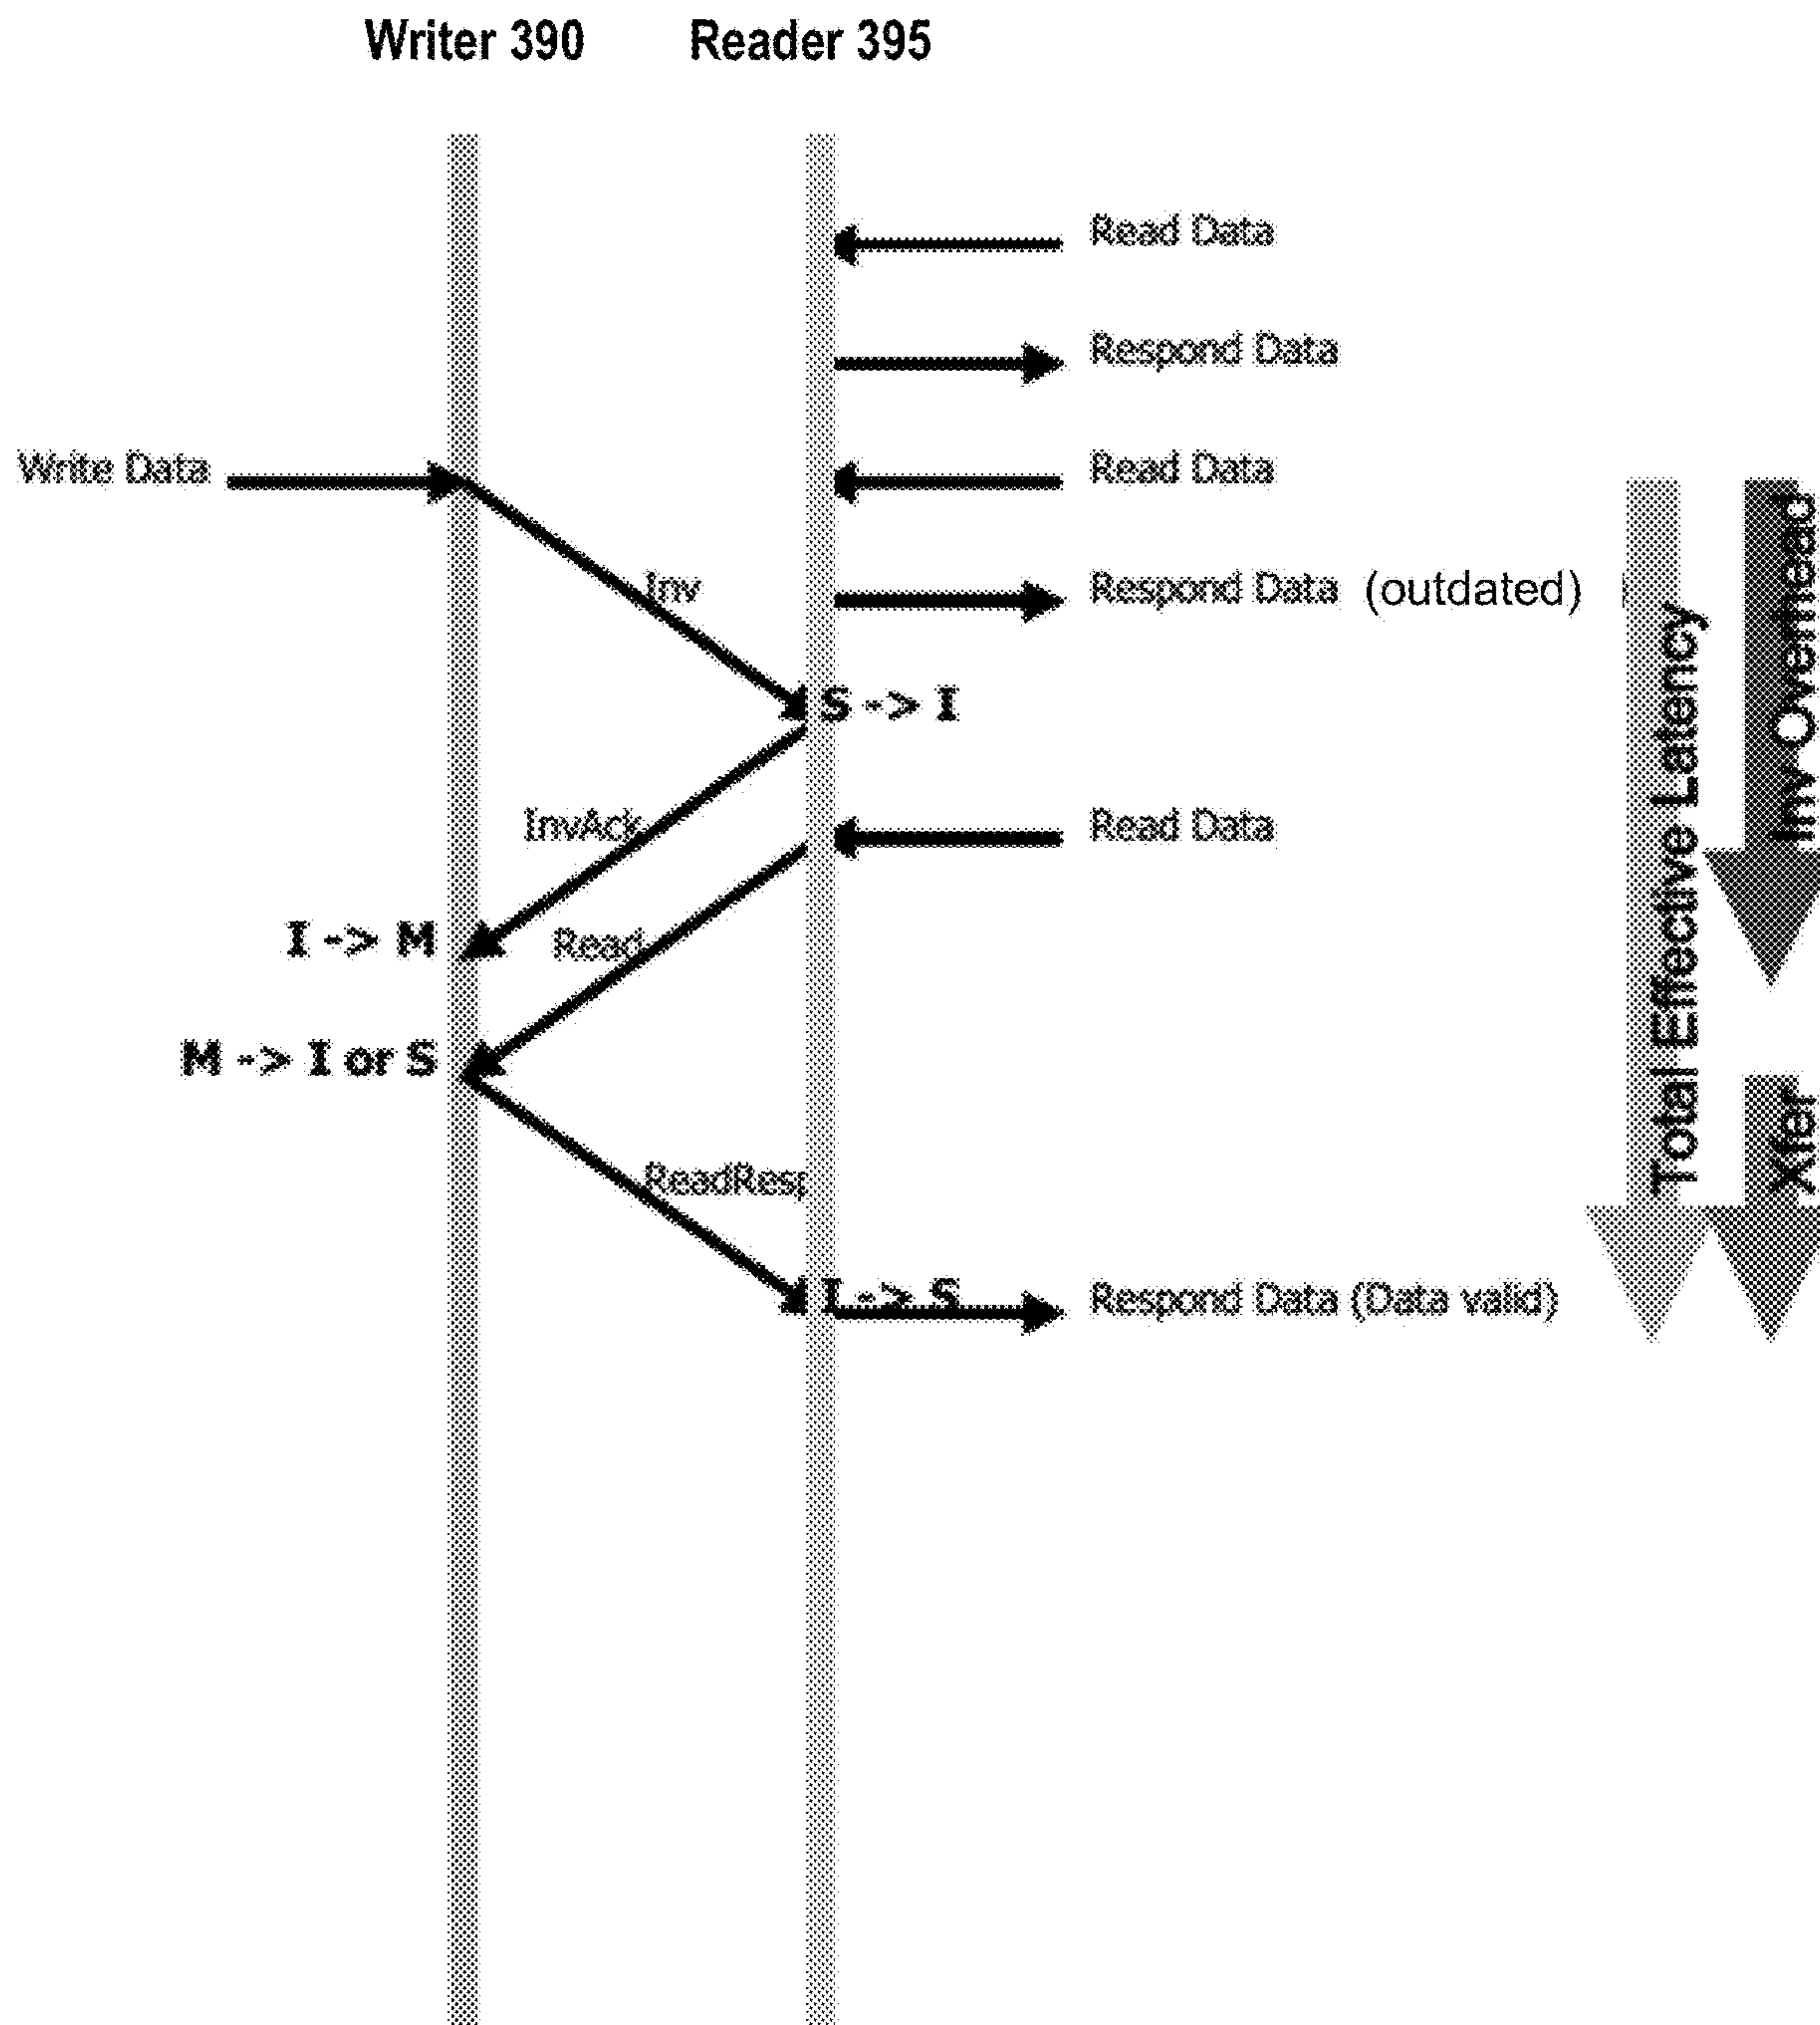 Writer 390 Reader 395
Read Data
Respond Data
Write Data
Read Data
Inv
Respond Data (outdated)
S -> I
InvAck
Read Data
I -> M
Read
M -> I or S
ReadResp
I -> S
Respond Data (Data valid)
Total Effective Latency
Inv Overhead
Xfer